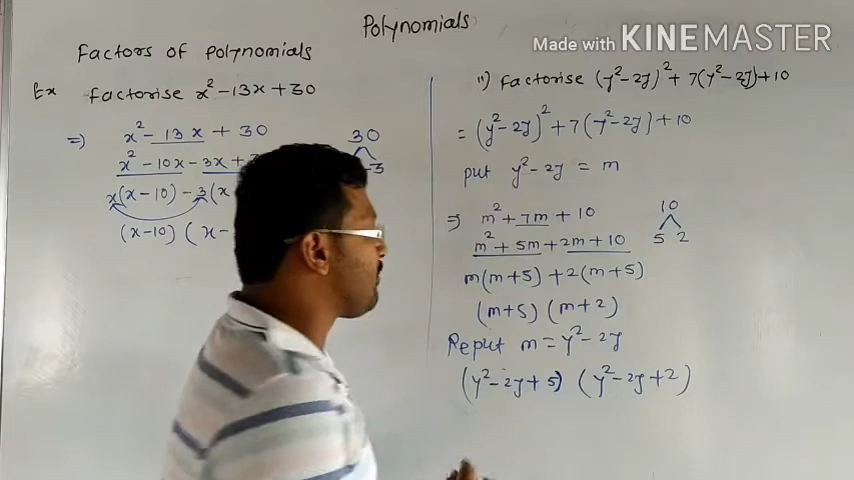 Polynomials
Made with KINEMASTER
Factors of polynomials
Ex factorise x² - 13x + 30
=) x² - 13x + 30
30
x² - 10x - 3x +
-3
x(x - 10) - 3(x
(x-10) (x-
") factorise (y² - 2y)² + 7(y² - 2y) + 10
= (y² - 2y)² + 7(y² - 2y) + 10
put y² - 2y = m
=) m² + 7m + 10
10
m² + 5m + 2m + 10
5 2
m(m+5) + 2(m+5)
(m+5) (m+2)
Reput m = y² - 2y
(y² - 2y + 5) (y² - 2y + 2)